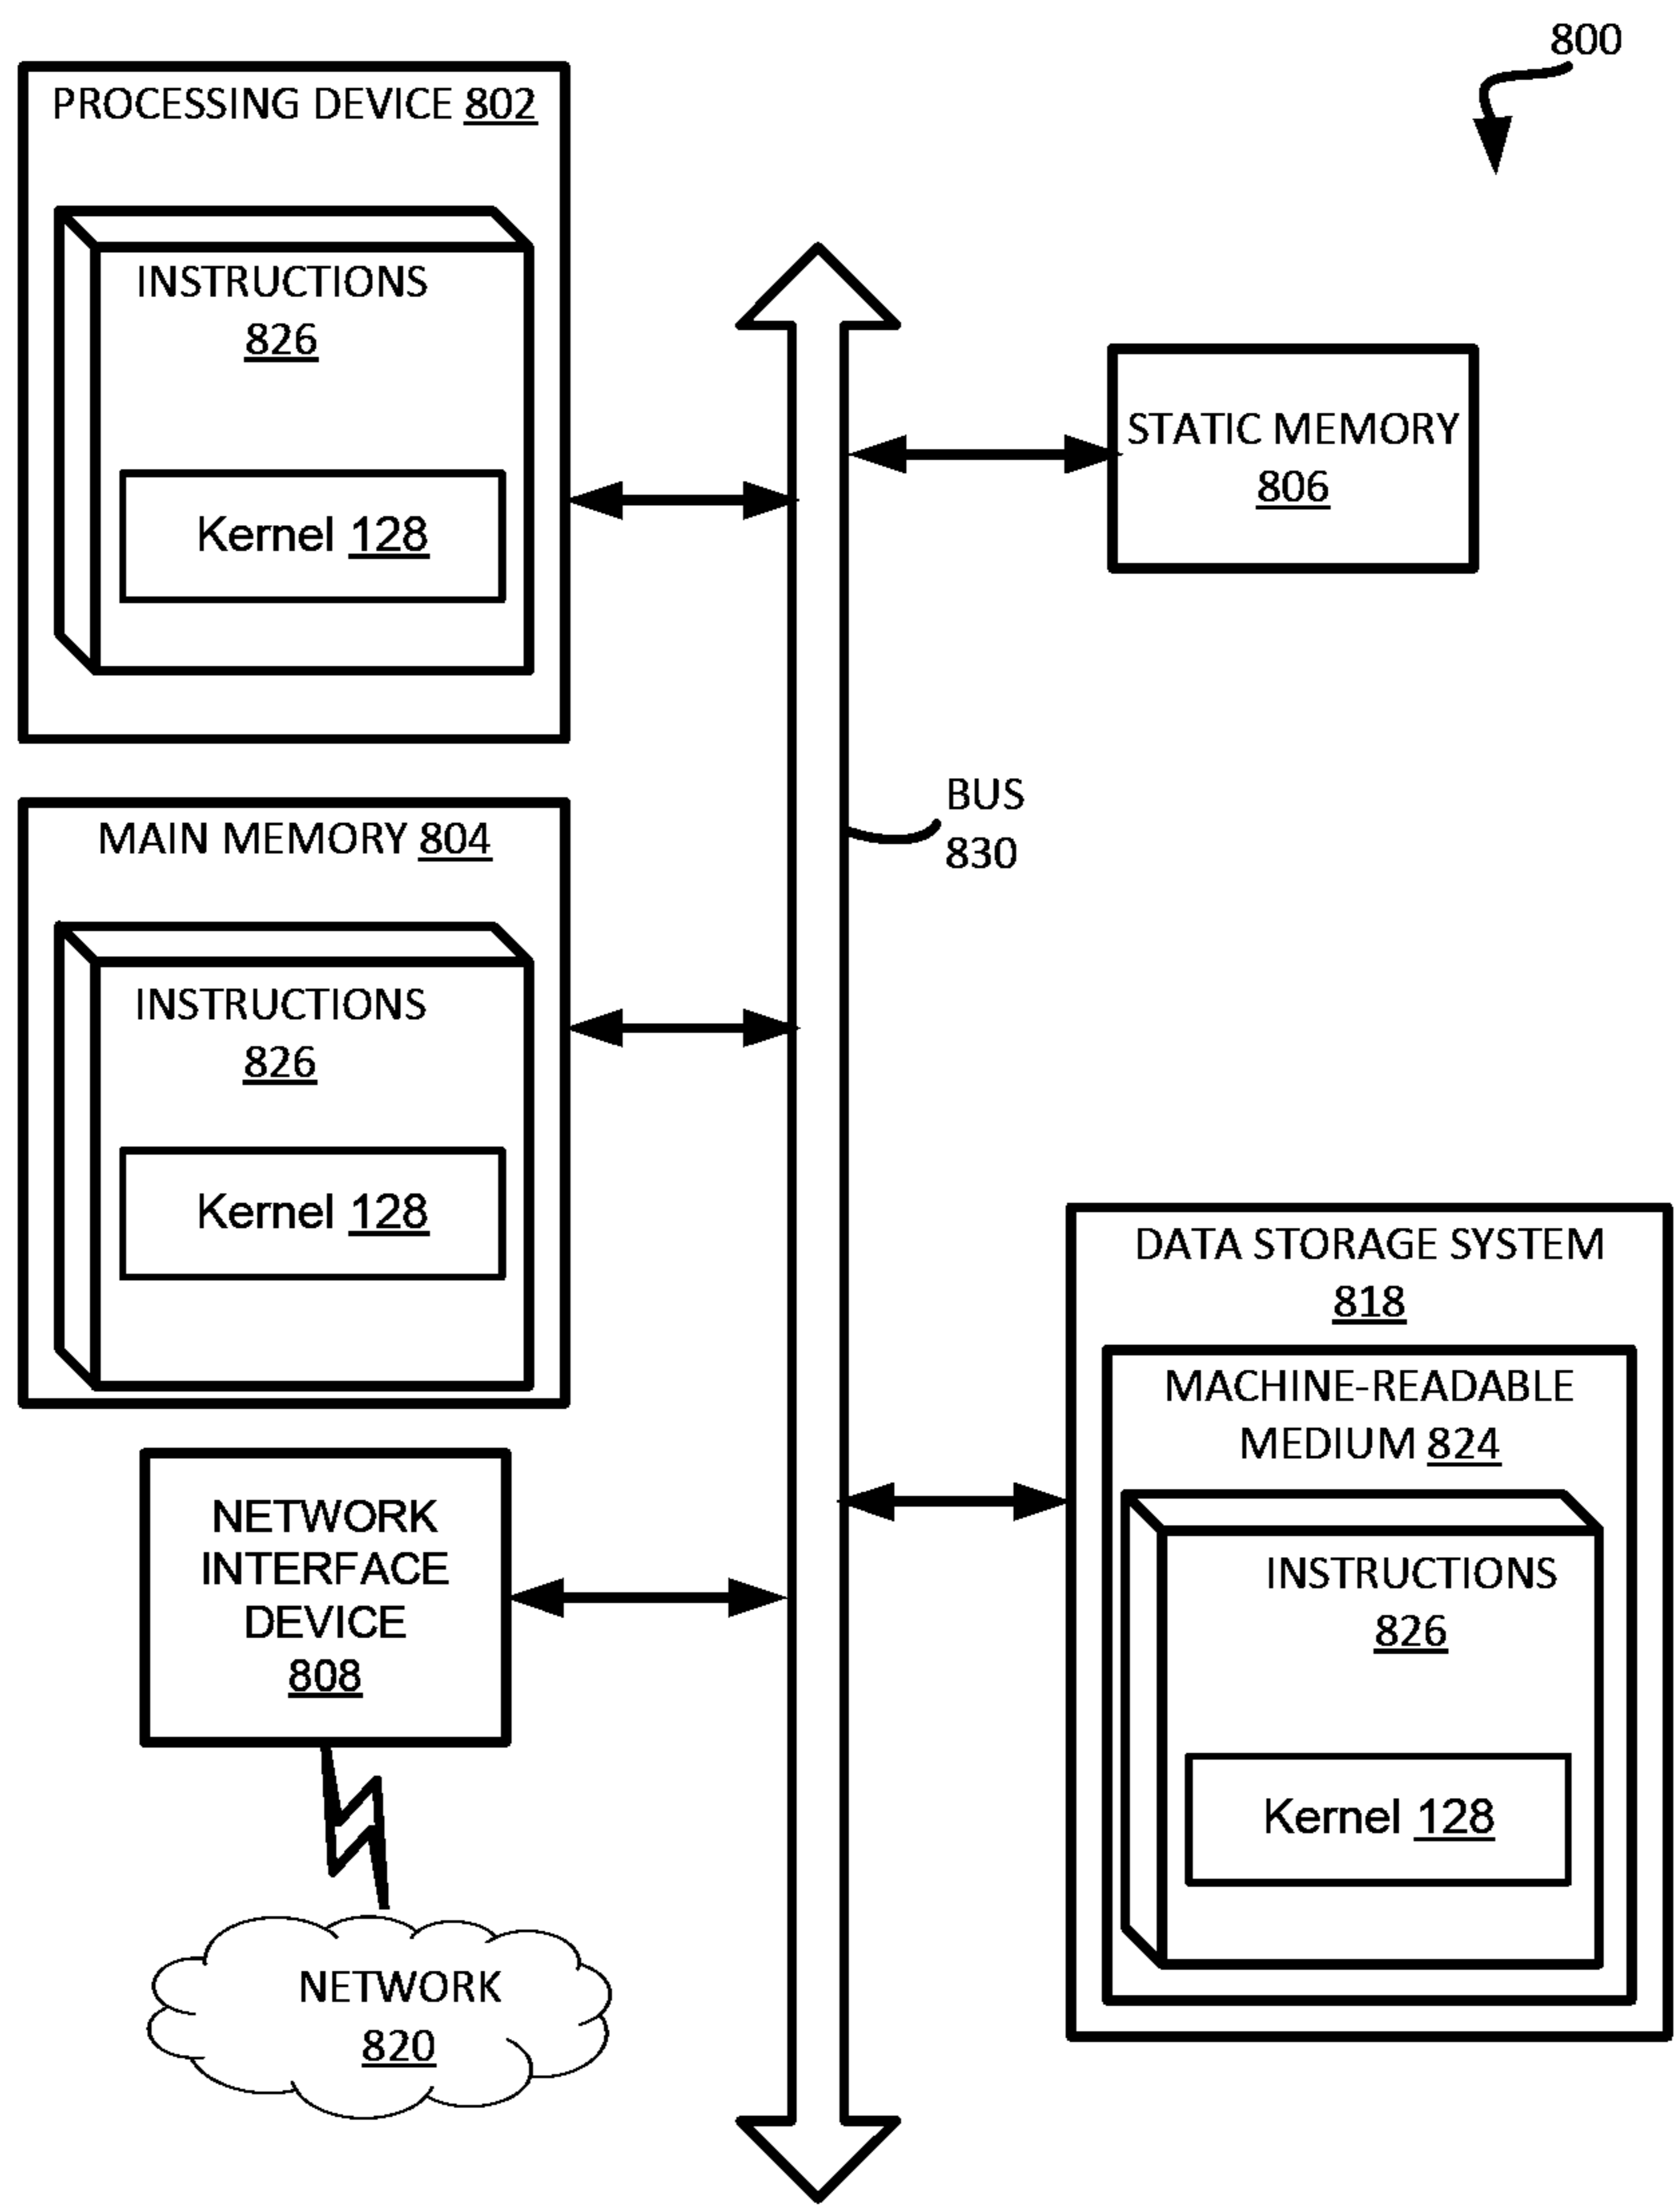 800
PROCESSING DEVICE 802
INSTRUCTIONS
826
Kernel 128
STATIC MEMORY
806
BUS
830
MAIN MEMORY 804
INSTRUCTIONS
826
Kernel 128
DATA STORAGE SYSTEM
818
MACHINE-READABLE
MEDIUM 824
INSTRUCTIONS
826
Kernel 128
NETWORK
INTERFACE
DEVICE
808
NETWORK
820